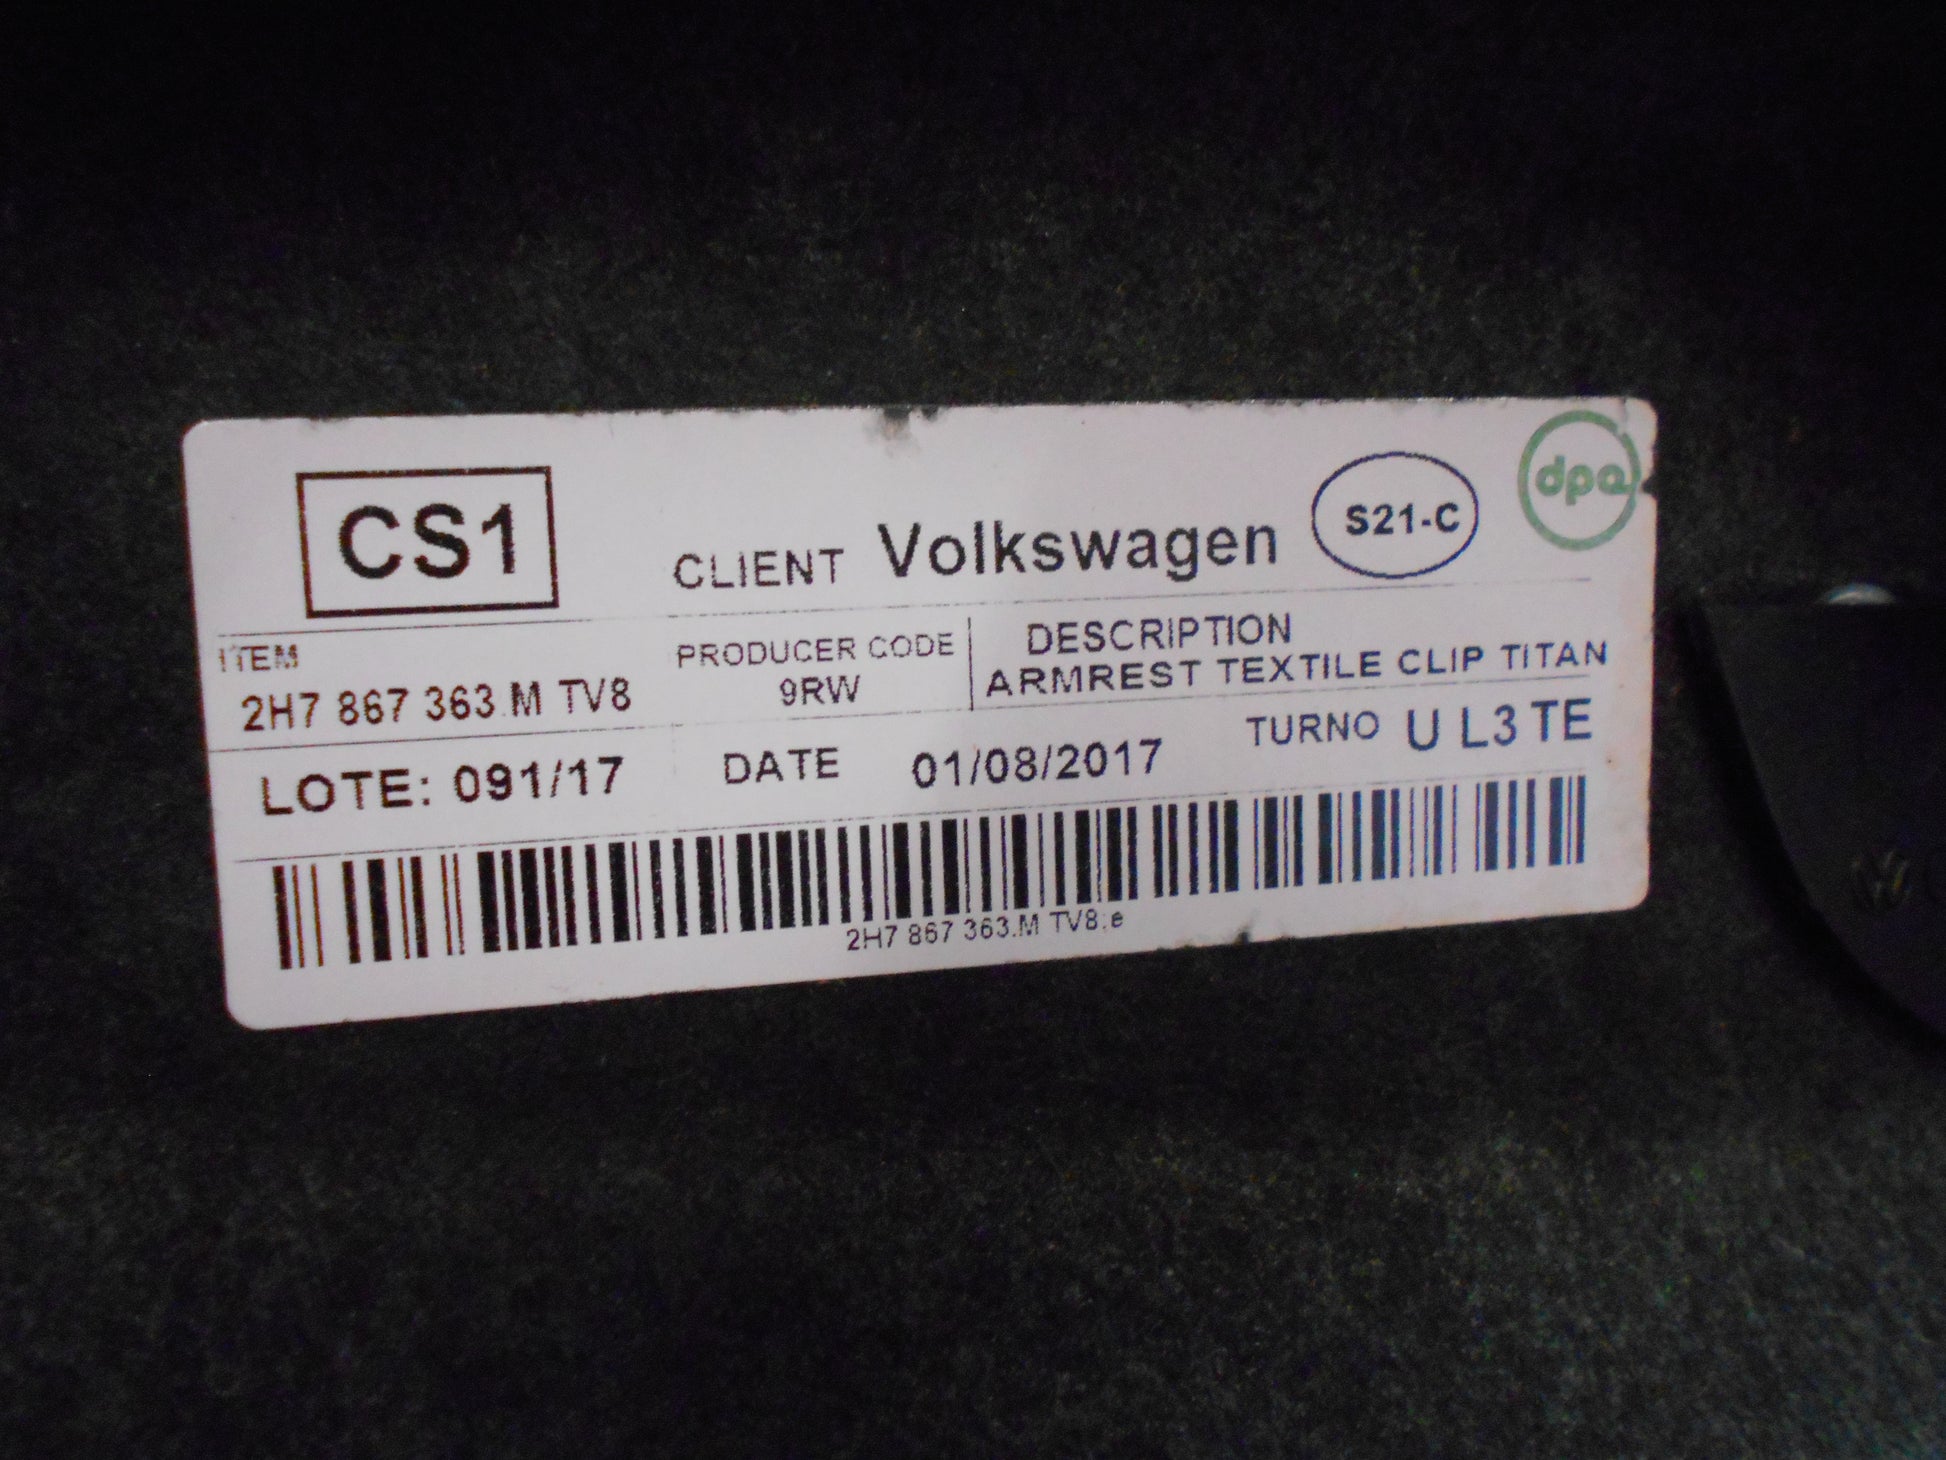 CS1
CLIENT Volkswagen
S21-C
dpa
ITEM
2H7 867 363.M TV8
PRODUCER CODE
9RW
DESCRIPTION
ARMREST TEXTILE CLIP TITAN
LOTE: 091/17
DATE 01/08/2017
TURNO U L3 TE
2H7 867 363.M TV8:e